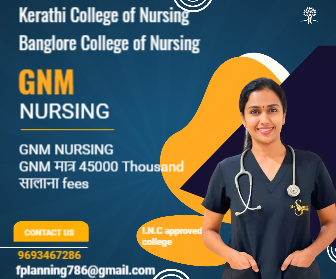 Kerathi College of Nursing
Banglore College of Nursing
GNM
NURSING
GNM NURSING
GNM मात्र 45000 Thousand
सालाना fees
CONTACT US
9693467286
fplanning786@gmail.com
I.N.C approved
college